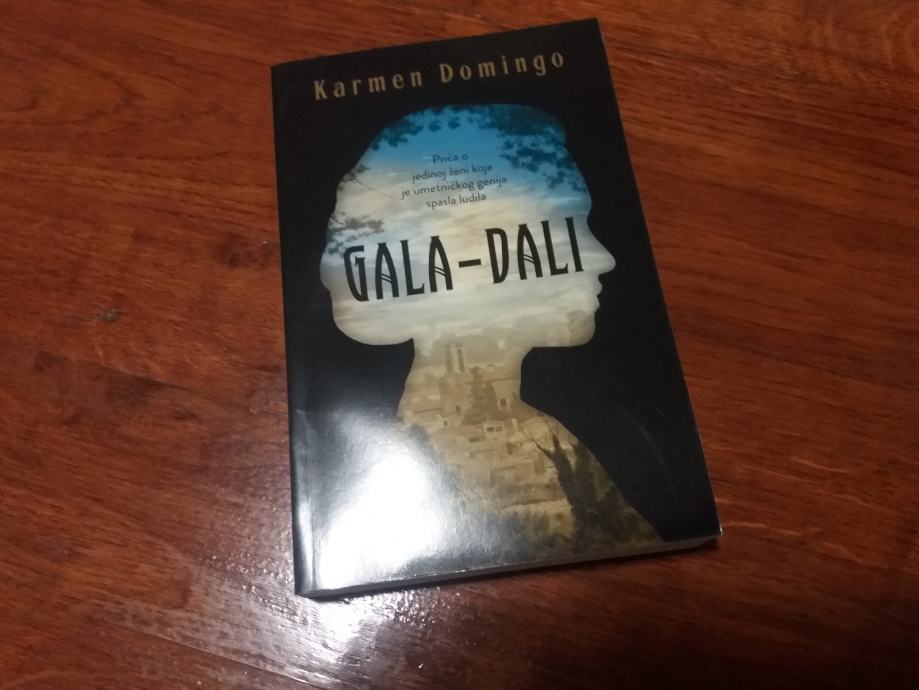 Karmen Domingo
Priča o
jedinoj ženi koja
je umetničkog genija
spasla ludila
GALA–DALI